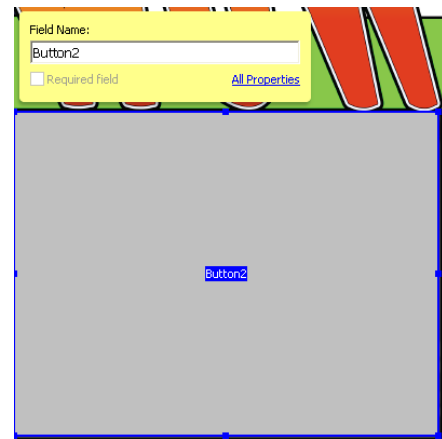 Field Name:
Button2
Required field
All Properties
Button2